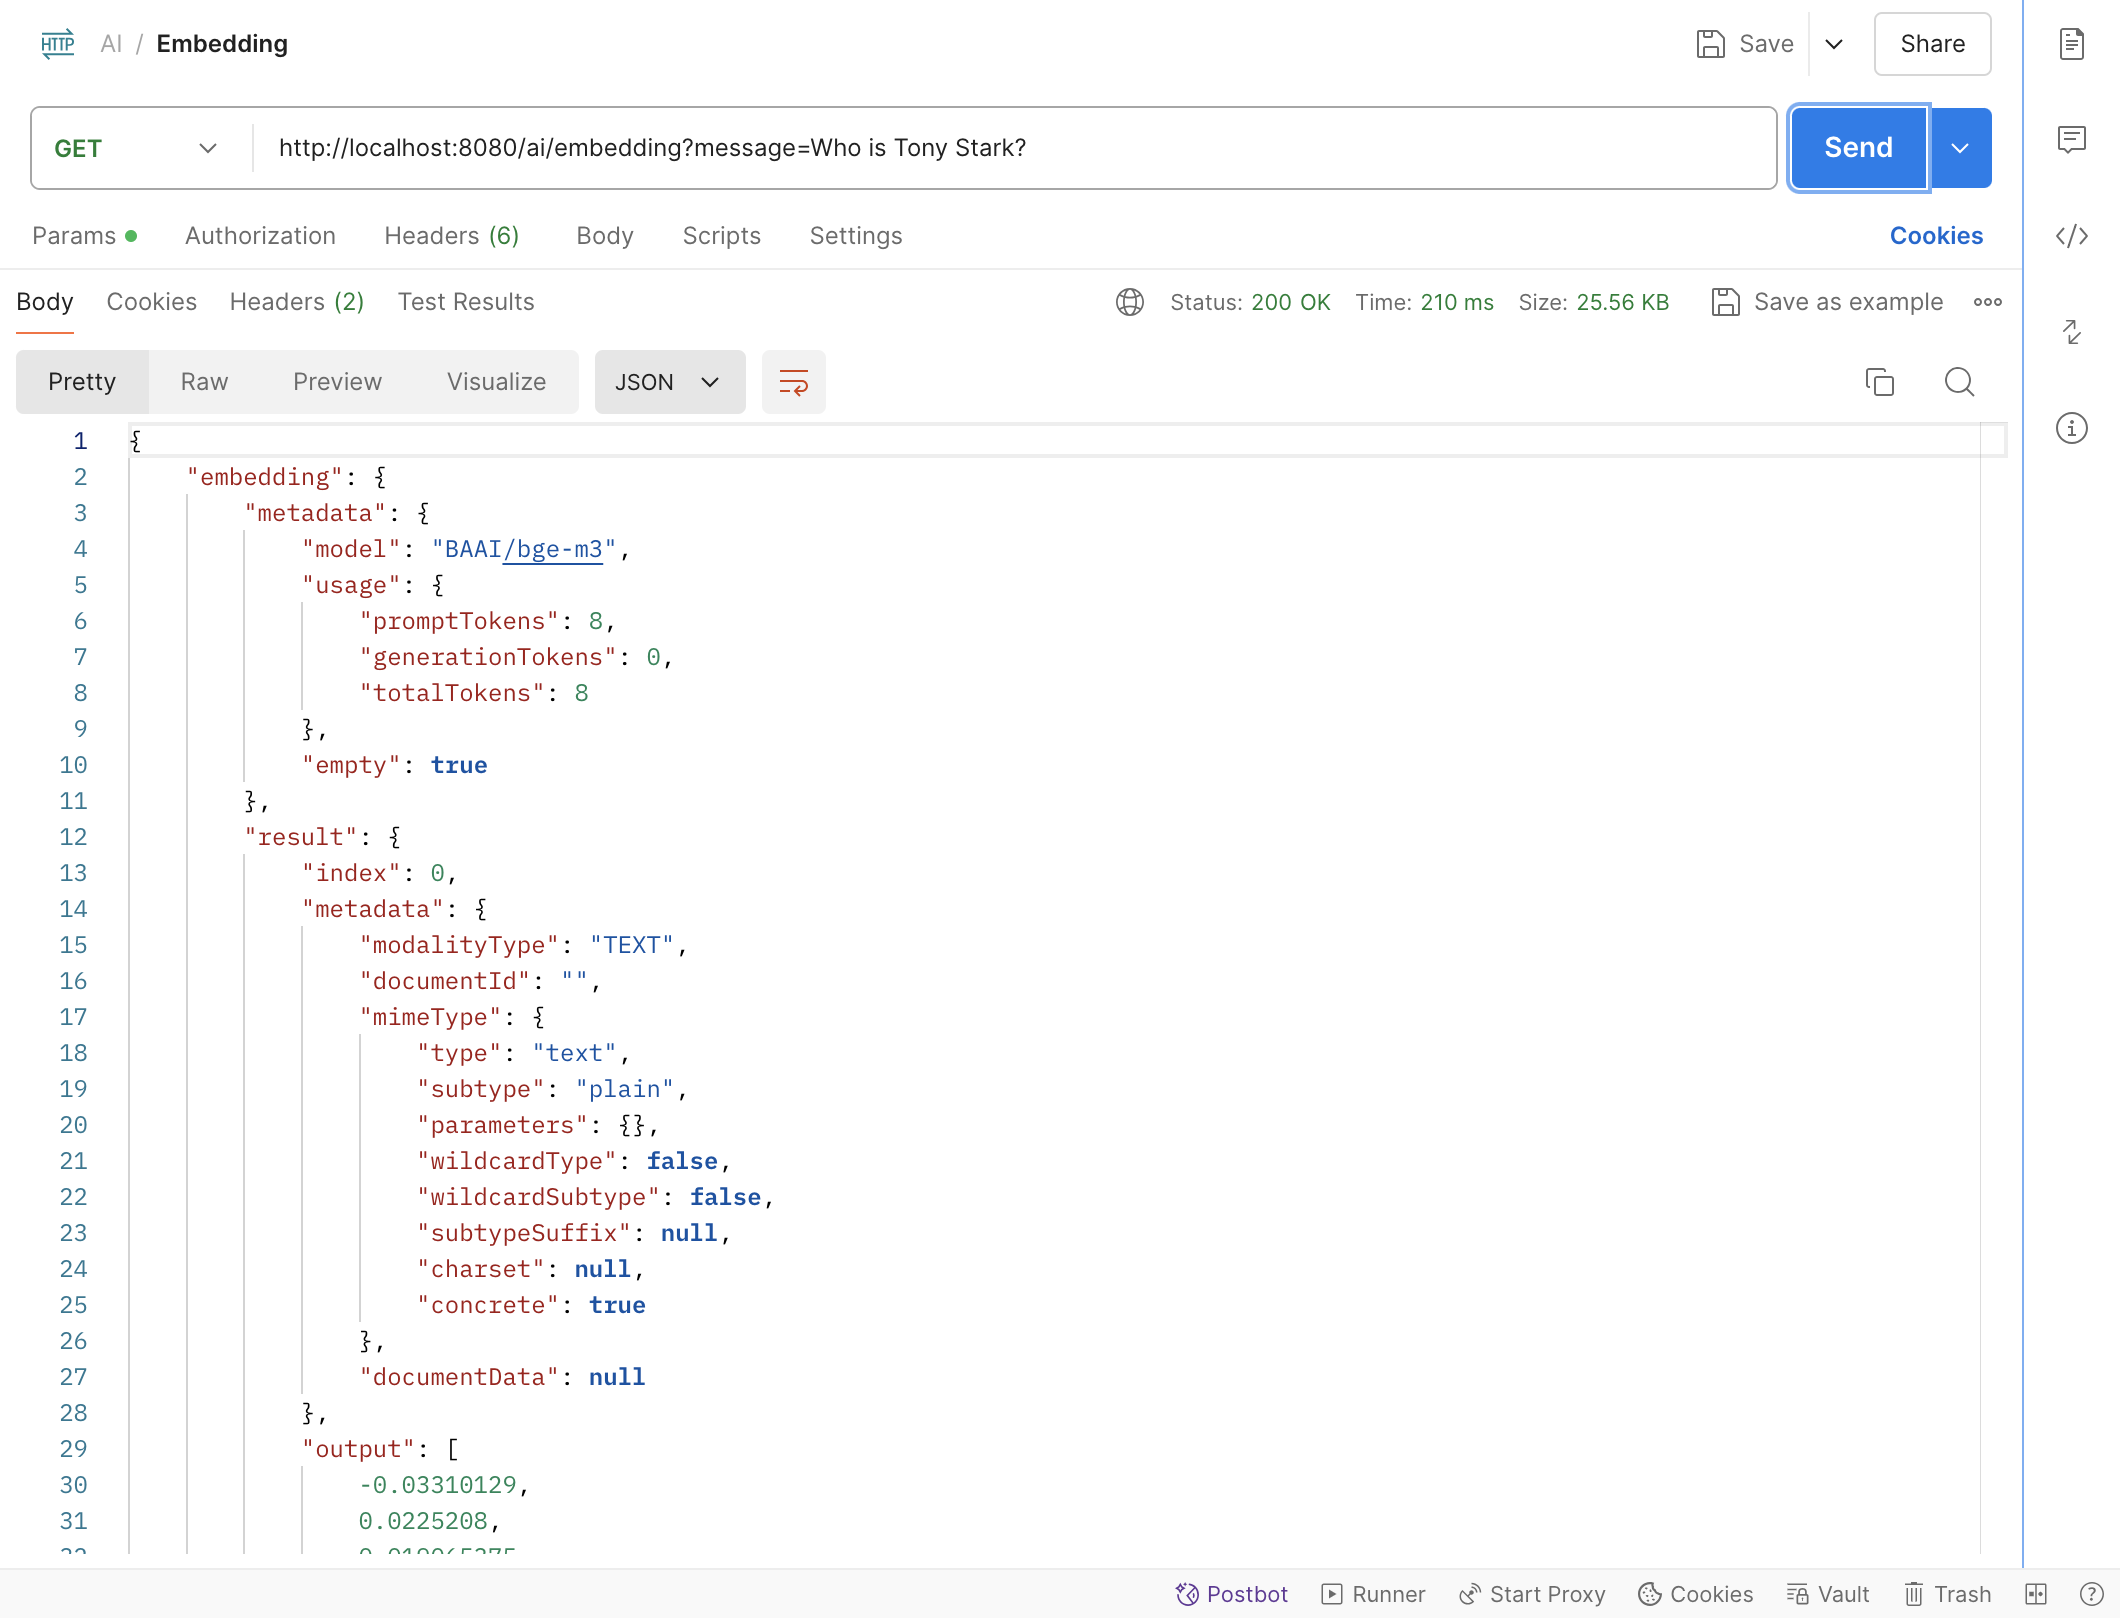 HTTP AI / Embedding Save Share
GET http://localhost:8080/ai/embedding?message=Who is Tony Stark? Send
Params Authorization Headers (6) Body Scripts Settings Cookies
Body Cookies Headers (2) Test Results Status: 200 OK Time: 210 ms Size: 25.56 KB Save as example
Pretty Raw Preview Visualize JSON
1 {
2 "embedding": {
3 "metadata": {
4 "model": "BAAI/bge-m3",
5 "usage": {
6 "promptTokens": 8,
7 "generationTokens": 0,
8 "totalTokens": 8
9 },
10 "empty": true
11 },
12 "result": {
13 "index": 0,
14 "metadata": {
15 "modalityType": "TEXT",
16 "documentId": "",
17 "mimeType": {
18 "type": "text",
19 "subtype": "plain",
20 "parameters": {},
21 "wildcardType": false,
22 "wildcardSubtype": false,
23 "subtypeSuffix": null,
24 "charset": null,
25 "concrete": true
26 },
27 "documentData": null
28 },
29 "output": [
30 -0.03310129,
31 0.0225208,
Postbot Runner Start Proxy Cookies Vault Trash